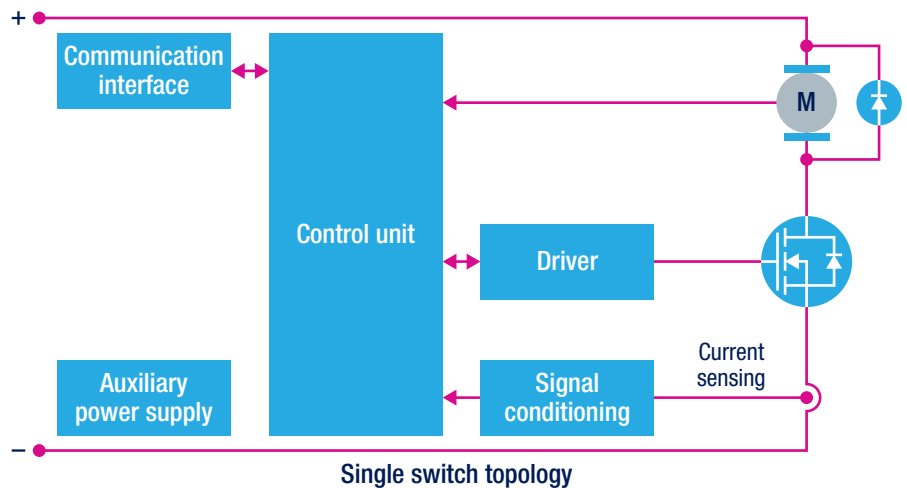 +
Communication
interface
M
Control unit
Driver
Current
sensing
Auxiliary
power supply
Signal
conditioning
−
Single switch topology